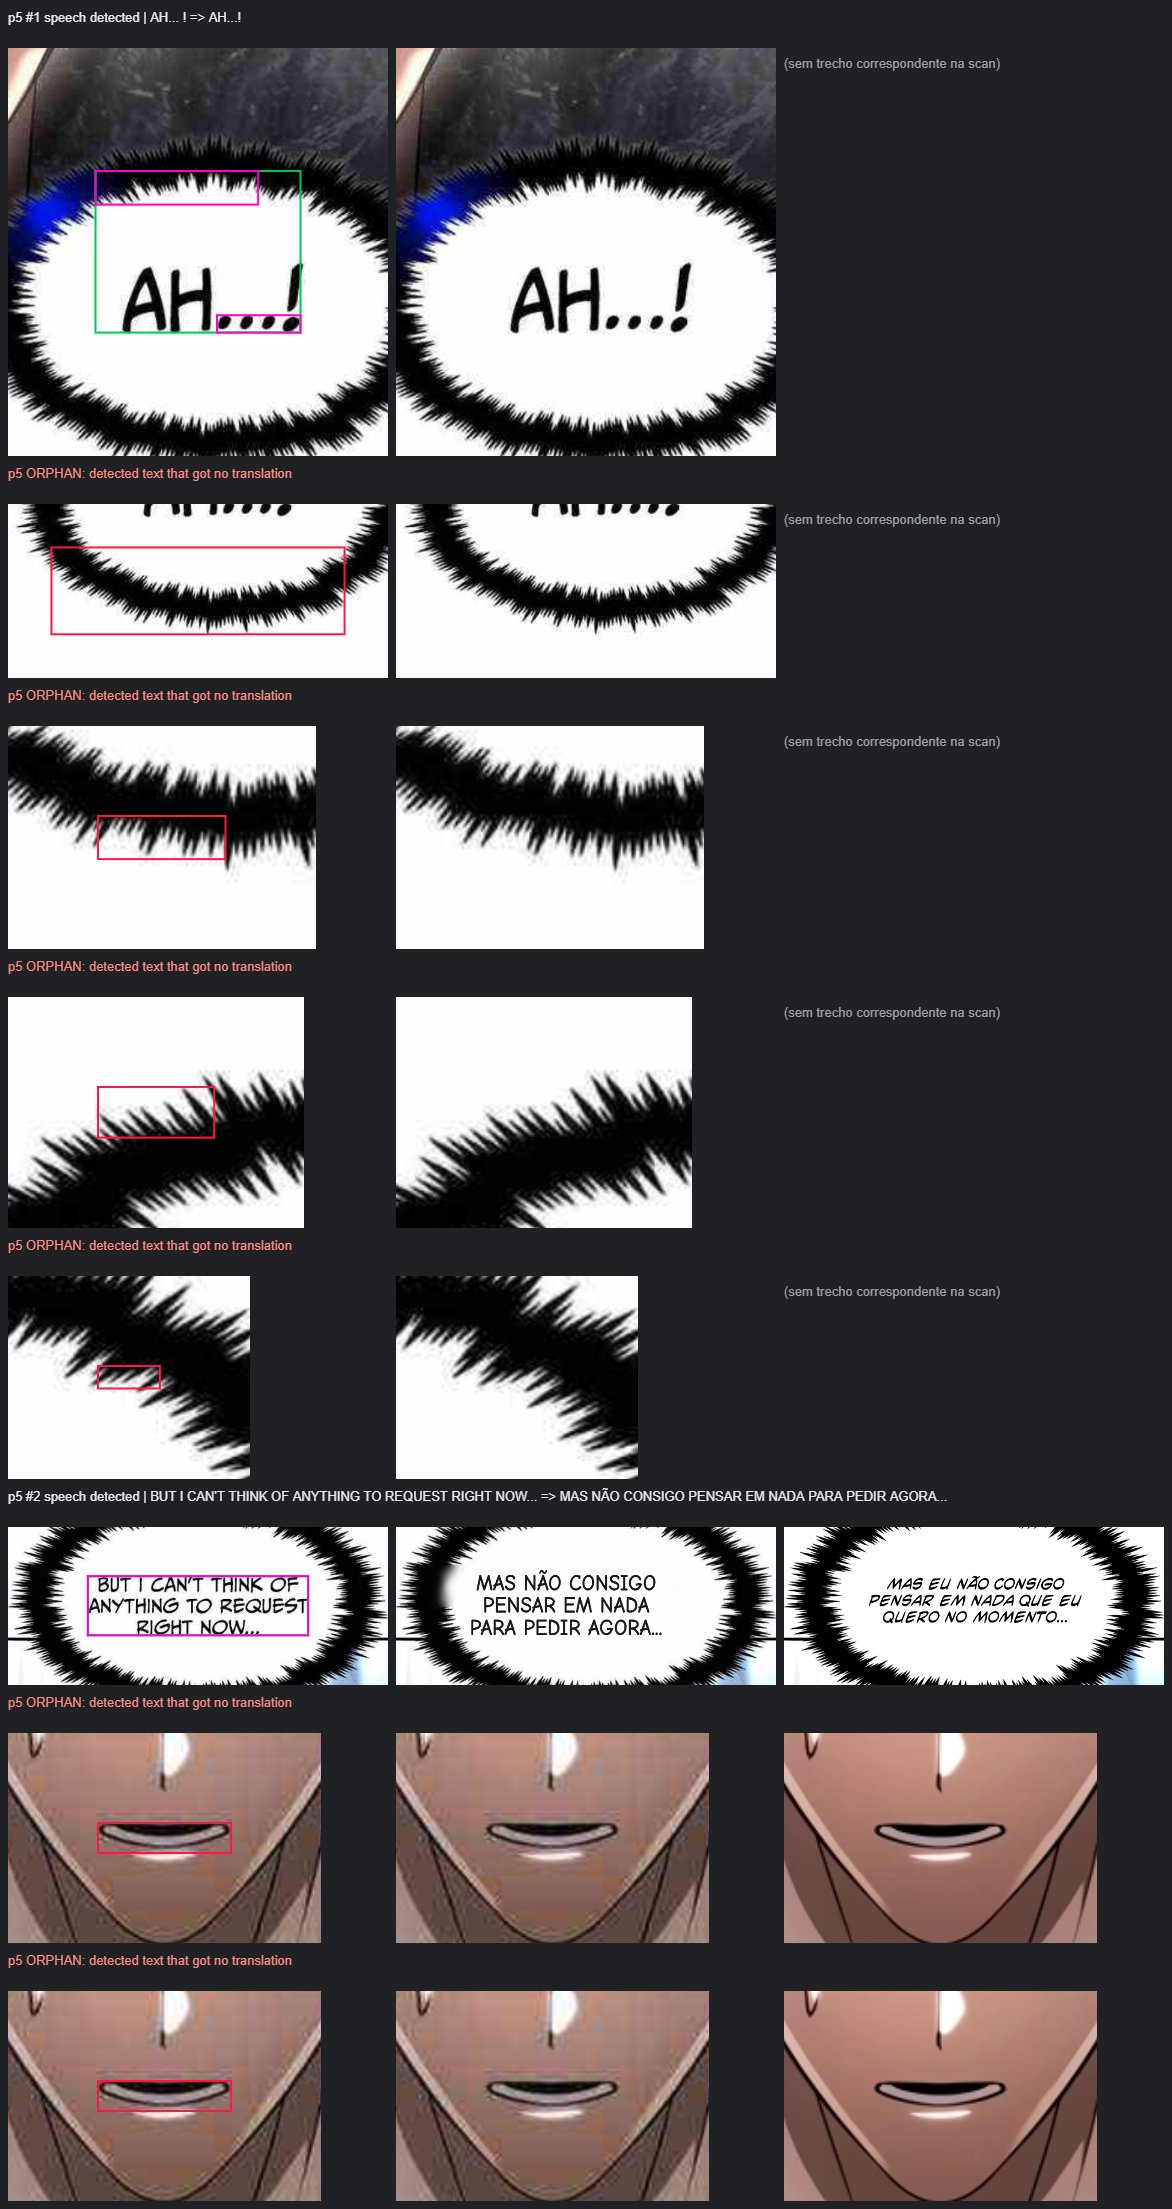 p5 #1 speech detected | AH... ! => AH...!
(sem trecho correspondente na scan)
AH...!
AH...!
p5 ORPHAN: detected text that got no translation
(sem trecho correspondente na scan)
AH...!
AH...!
p5 ORPHAN: detected text that got no translation
(sem trecho correspondente na scan)
p5 ORPHAN: detected text that got no translation
(sem trecho correspondente na scan)
p5 ORPHAN: detected text that got no translation
(sem trecho correspondente na scan)
p5 #2 speech detected | BUT I CAN'T THINK OF ANYTHING TO REQUEST RIGHT NOW... => MAS NÃO CONSIGO PENSAR EM NADA PARA PEDIR AGORA...
BUT I CAN'T THINK OF
ANYTHING TO REQUEST
RIGHT NOW...
MAS NÃO CONSIGO
PENSAR EM NADA
PARA PEDIR AGORA...
MAS EU NÃO CONSIGO
PENSAR EM NADA QUE EU
QUERO NO MOMENTO...
p5 ORPHAN: detected text that got no translation
p5 ORPHAN: detected text that got no translation